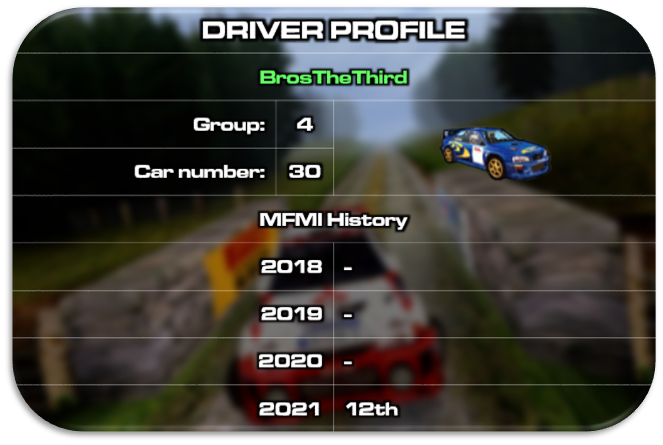 DRIVER PROFILE
BrosTheThird
Group: 4
Car number: 30
MFMI History
2018 -
2019 -
2020 -
2021 12th